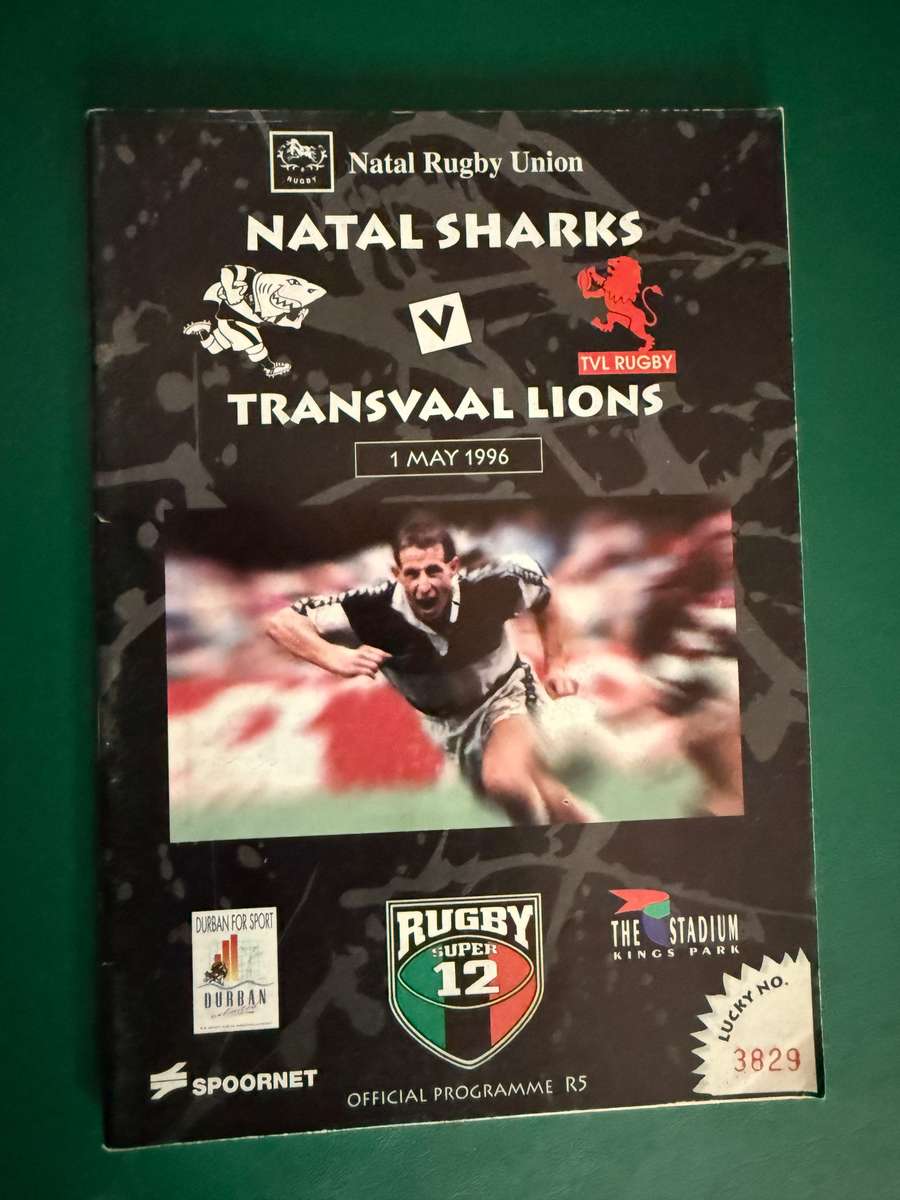 RUGBY
Natal Rugby Union
NATAL SHARKS
V
TVL RUGBY
TRANSVAAL LIONS
1 MAY 1996
DURBAN FOR SPORT
DURBAN
RUGBY
SUPER
12
THE STADIUM
KINGS PARK
LUCKY NO.
3829
SPOORNET
OFFICIAL PROGRAMME R5